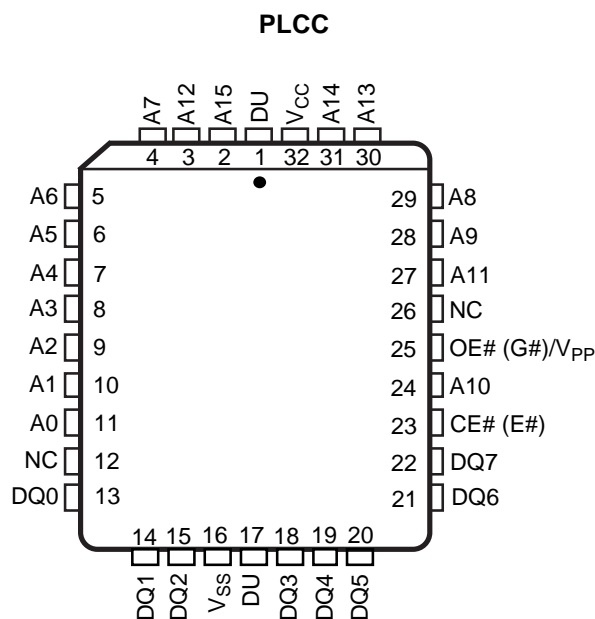 PLCC
A7
A12
A15
DU
VCC
A14
A13
4 3 2 1 32 31 30
A6 5
A5 6
A4 7
A3 8
A2 9
A1 10
A0 11
NC 12
DQ0 13
29 A8
28 A9
27 A11
26 NC
25 OE# (G#)/VPP
24 A10
23 CE# (E#)
22 DQ7
21 DQ6
14 15 16 17 18 19 20
DQ1
DQ2
VSS
DU
DQ3
DQ4
DQ5